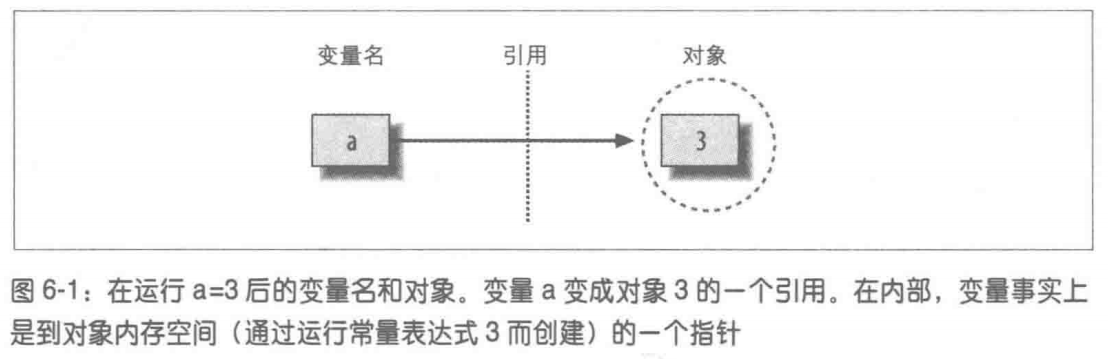 变量名 引用 对象
a 3
图 6-1：在运行 a=3 后的变量名和对象。变量 a 变成对象 3 的一个引用。在内部，变量事实上
是到对象内存空间（通过运行常量表达式 3 而创建）的一个指针